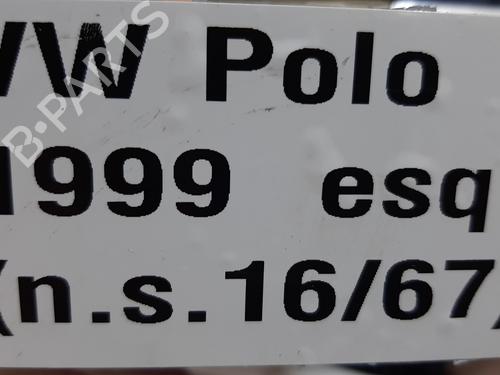 VW Polo
1999 esq
(n.s.16/67)
B-PARTS